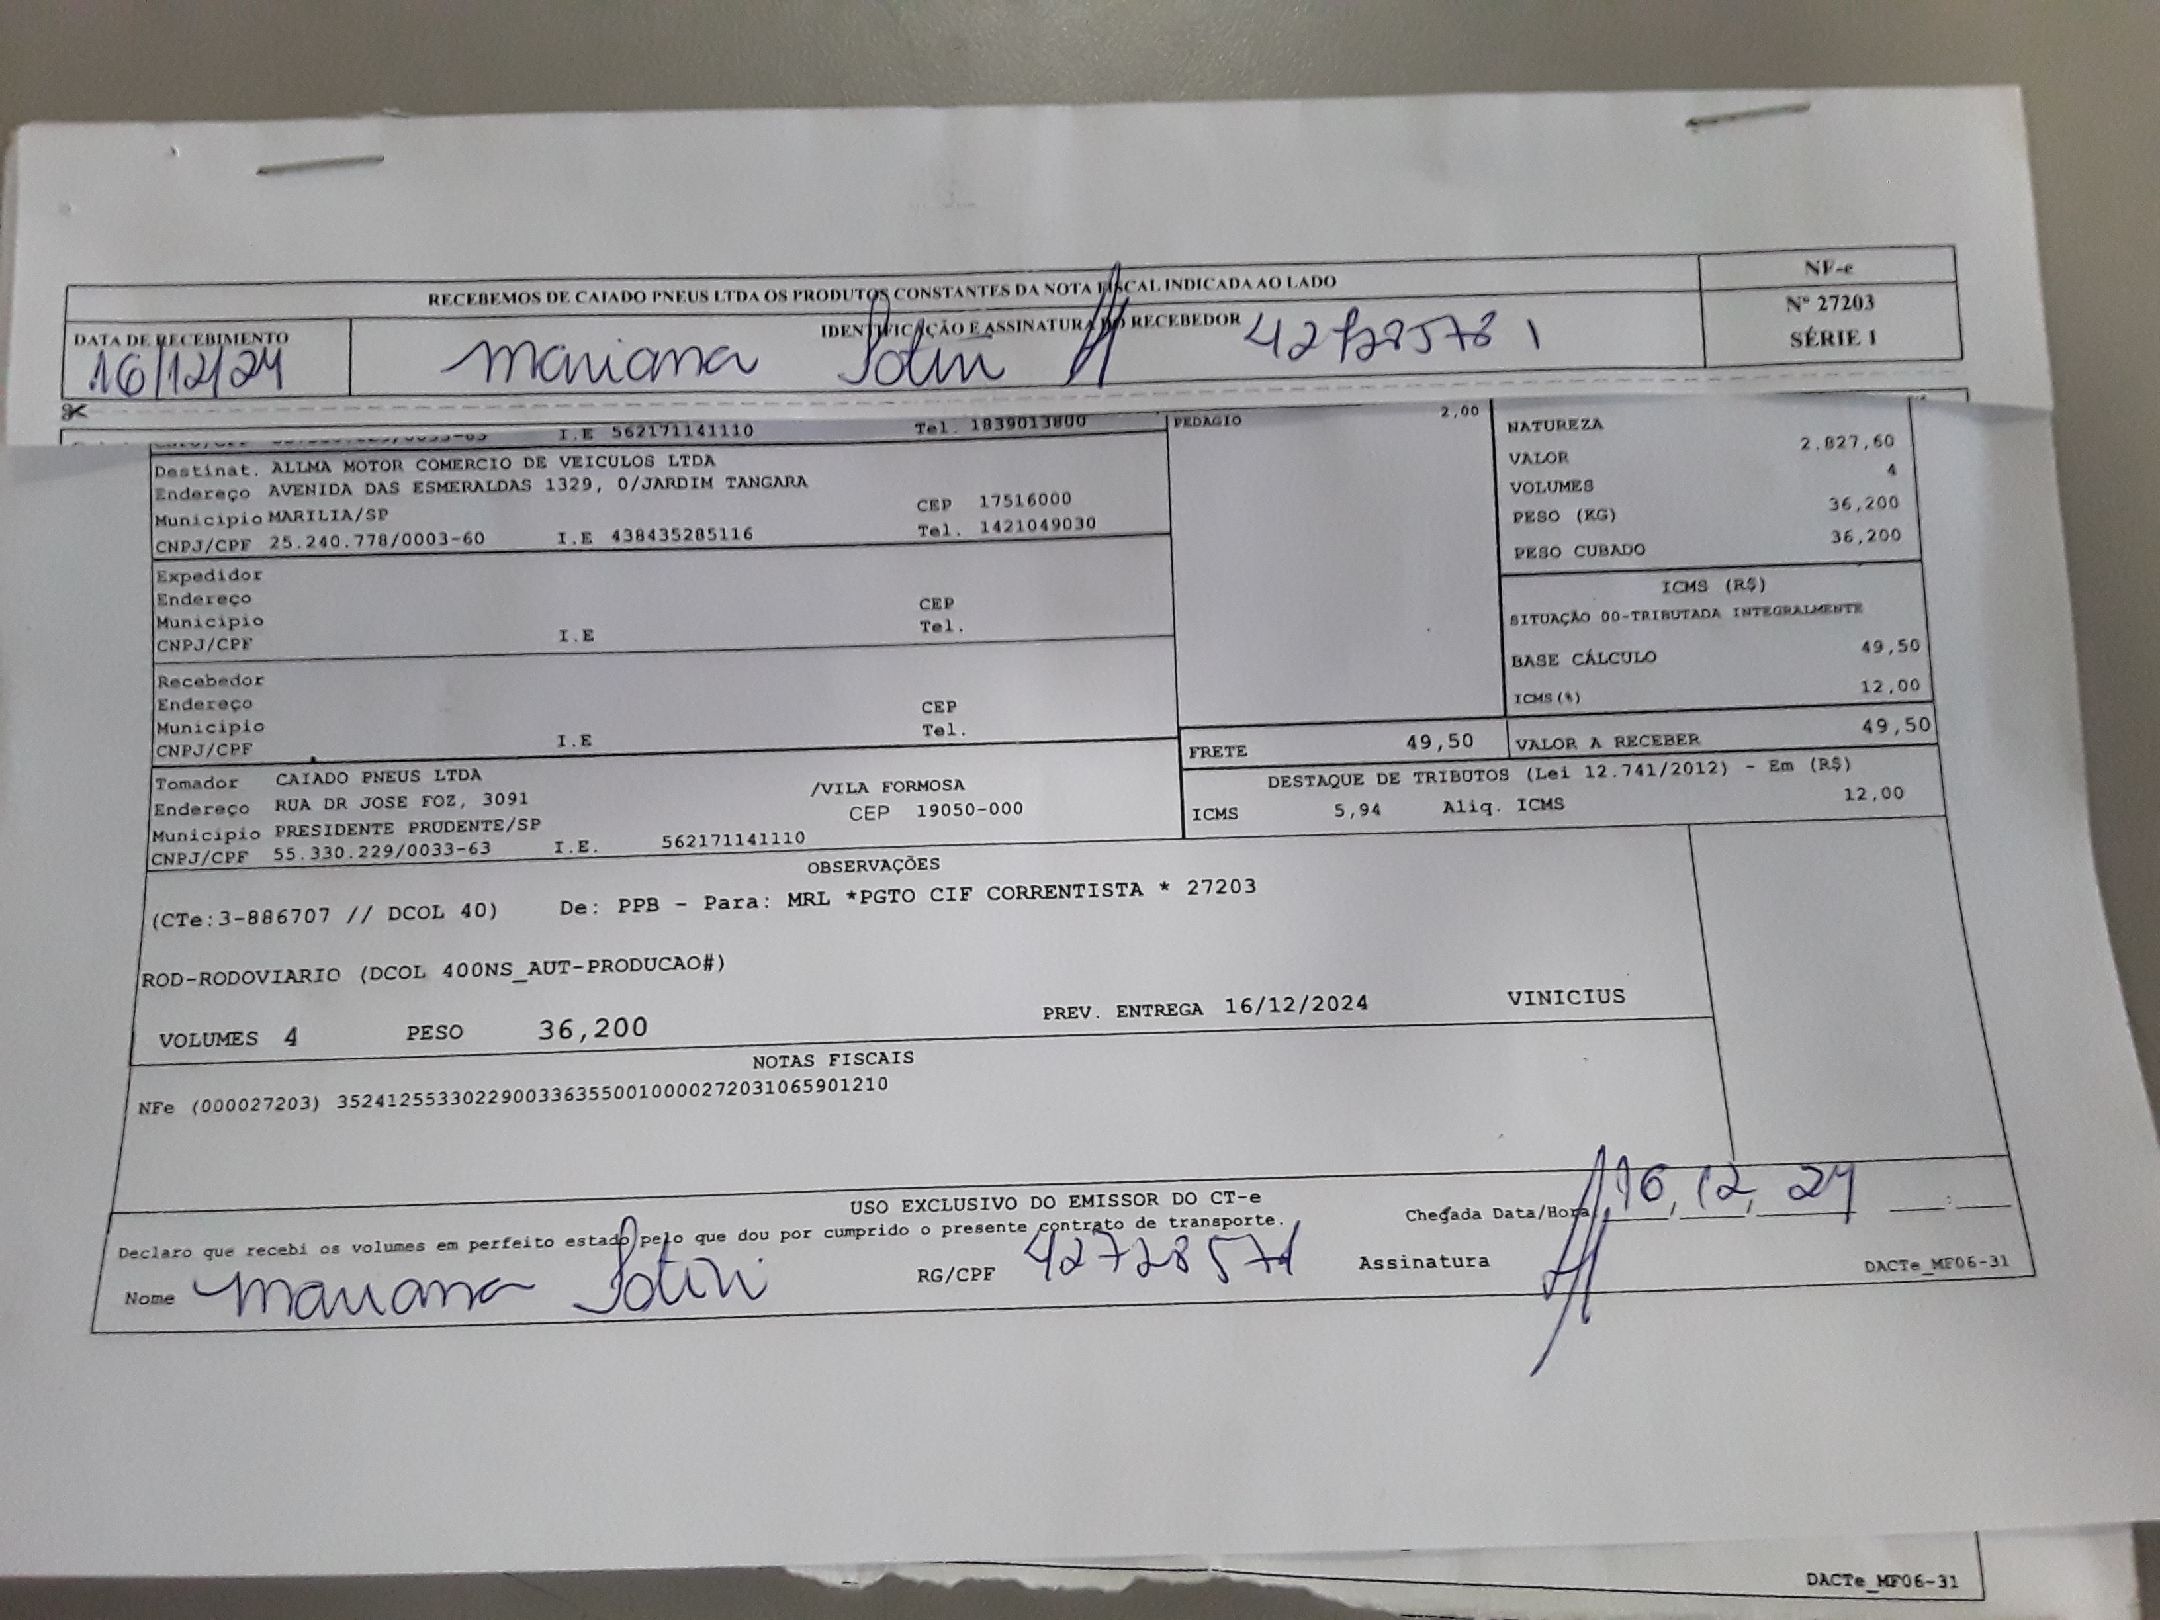 RECEBEMOS DE CAIADO PNEUS LTDA OS PRODUTOS CONSTANTES DA NOTA FISCAL INDICADA AO LADO
NF-e
Nº 27203
SÉRIE 1
DATA DE RECEBIMENTO
16/12/24
IDENTIFICAÇÃO E ASSINATURA DO RECEBEDOR
Mariana 42728578 1
I.E 562171141110 Tel. 1839013800
Destinat. ALLMA MOTOR COMERCIO DE VEICULOS LTDA
Endereço AVENIDA DAS ESMERALDAS 1329, 0/JARDIM TANGARA
Município MARILIA/SP CEP 17516000
CNPJ/CPF 25.240.778/0003-60 I.E 438435285116 Tel. 1421049030
Expedidor
Endereço
Município CEP
CNPJ/CPF I.E Tel.
Recebedor
Endereço
Município CEP
CNPJ/CPF I.E Tel.
Tomador CAIADO PNEUS LTDA
Endereço RUA DR JOSE FOZ, 3091 /VILA FORMOSA
Município PRESIDENTE PRUDENTE/SP CEP 19050-000
CNPJ/CPF 55.330.229/0033-63 I.E. 562171141110
PEDAGIO 2,00
FRETE 49,50
NATUREZA
VALOR 2.827,60
VOLUMES 4
PESO (KG) 36,200
PESO CUBADO 36,200
ICMS (R$)
SITUAÇÃO 00-TRIBUTADA INTEGRALMENTE
BASE CÁLCULO 49,50
ICMS(%) 12,00
VALOR A RECEBER 49,50
DESTAQUE DE TRIBUTOS (Lei 12.741/2012) - Em (R$)
ICMS 5,94 Aliq. ICMS 12,00
OBSERVAÇÕES
(CTe:3-886707 // DCOL 40) De: PPB - Para: MRL *PGTO CIF CORRENTISTA * 27203
ROD-RODOVIARIO (DCOL 400NS_AUT-PRODUCAO#)
VOLUMES 4 PESO 36,200 PREV. ENTREGA 16/12/2024 VINICIUS
NOTAS FISCAIS
NFe (000027203) 35241255330229003363550010000272031065901210
USO EXCLUSIVO DO EMISSOR DO CT-e
Declaro que recebi os volumes em perfeito estado pelo que dou por cumprido o presente contrato de transporte.
Chegada Data/Hora 16, 12, 24 :
Nome Mariana RG/CPF Assinatura
DACTe_MF06-31
DACTe_MF06-31